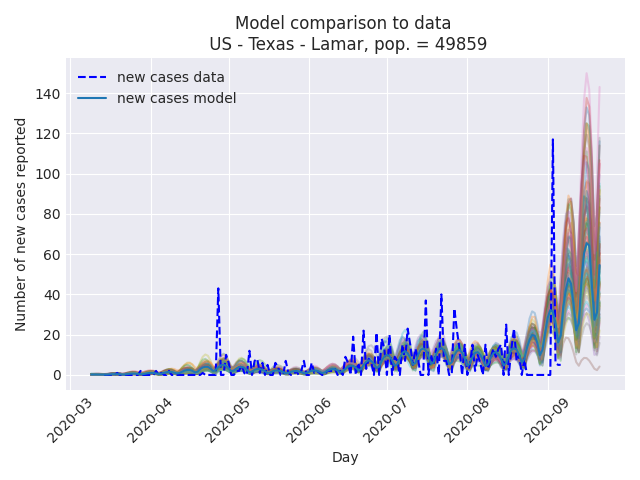 Model comparison to data
US - Texas - Lamar, pop. = 49859
new cases data
new cases model
Number of new cases reported
140
120
100
80
60
40
20
0
2020-03
2020-04
2020-05
2020-06
2020-07
2020-08
2020-09
Day